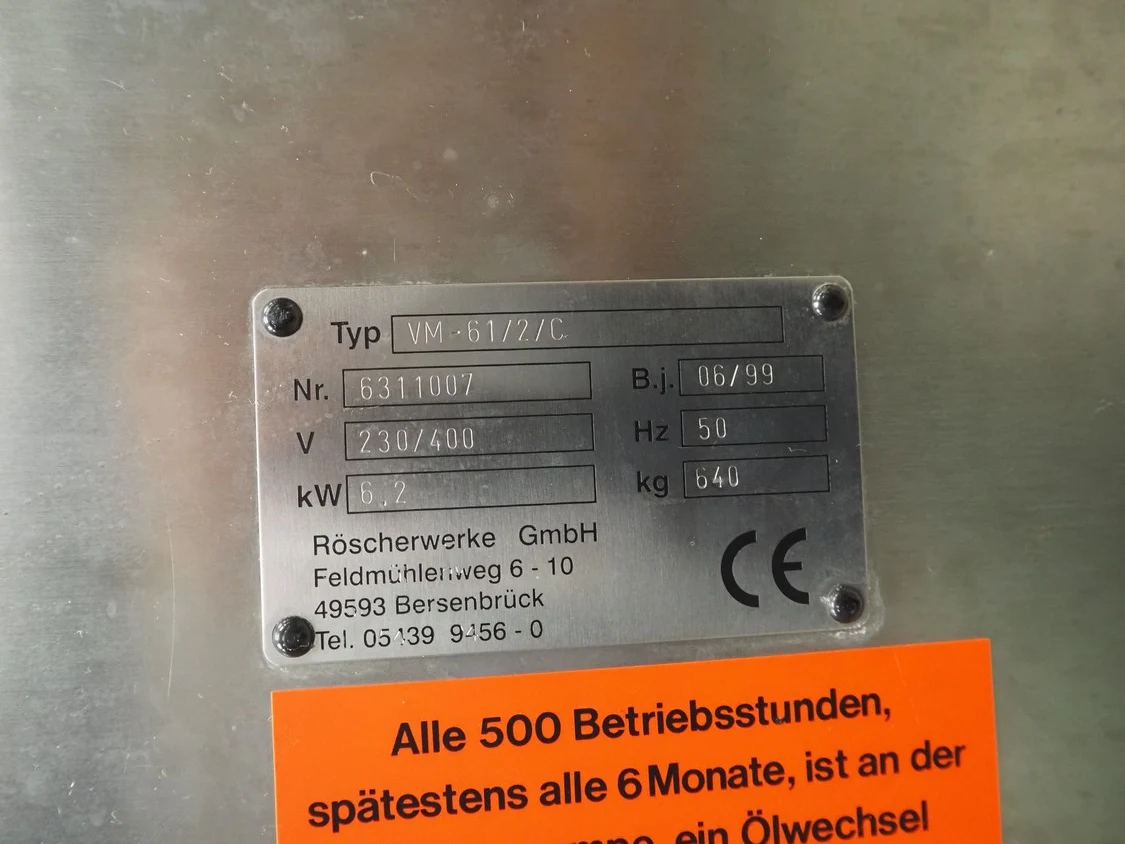 Typ VM-61/2/C
Nr. 6311007 B.j. 06/99
V 230/400 Hz 50
kW 6,2 kg 640
Röscherwerke GmbH
Feldmühlenweg 6 - 10
49593 Bersenbrück
CE
Tel. 05439 9456 - 0
Alle 500 Betriebsstunden,
spätestens alle 6 Monate, ist an der
ein Ölwechsel